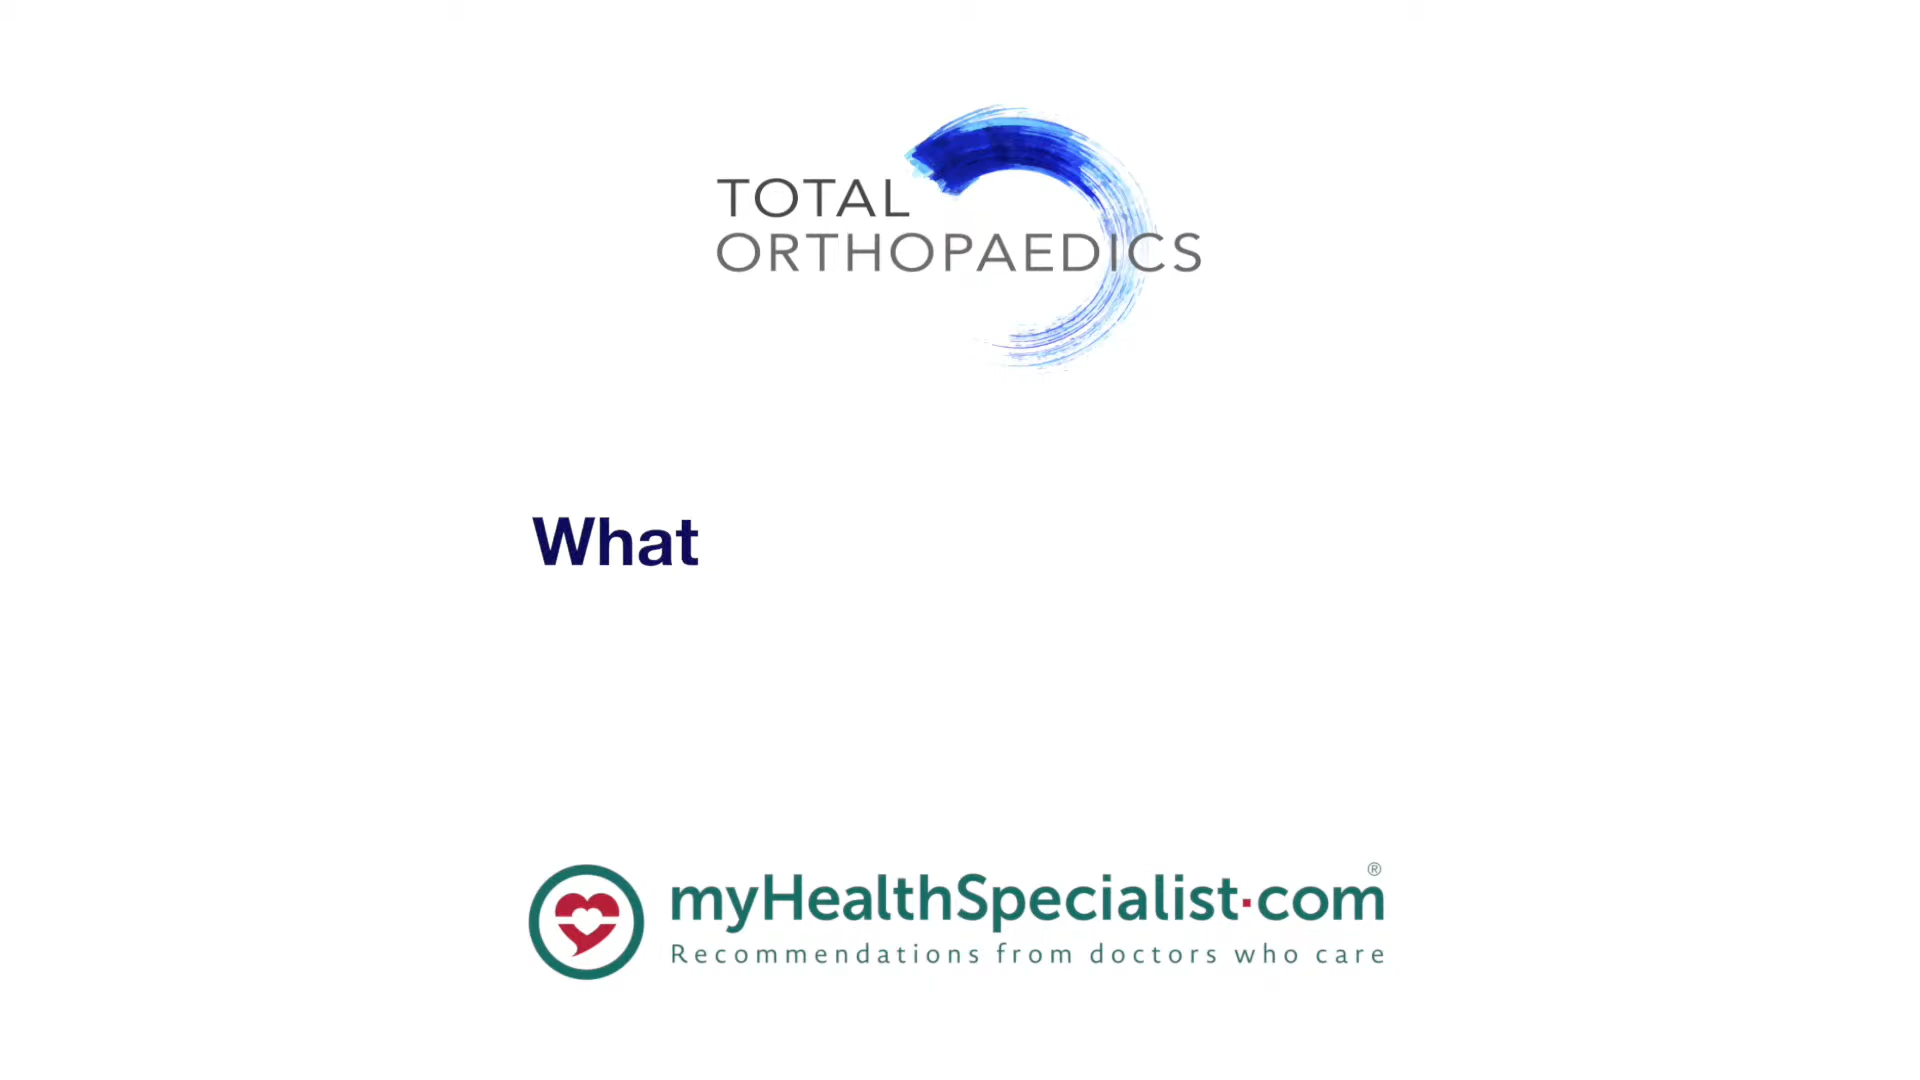 TOTAL
ORTHOPAEDICS
What
myHealthSpecialist.com®
Recommendations from doctors who care